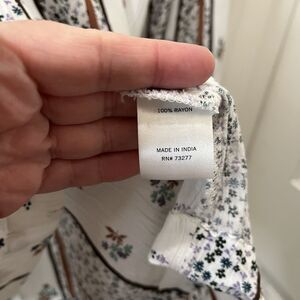 100% RAYON
MADE IN INDIA
RN# 73277